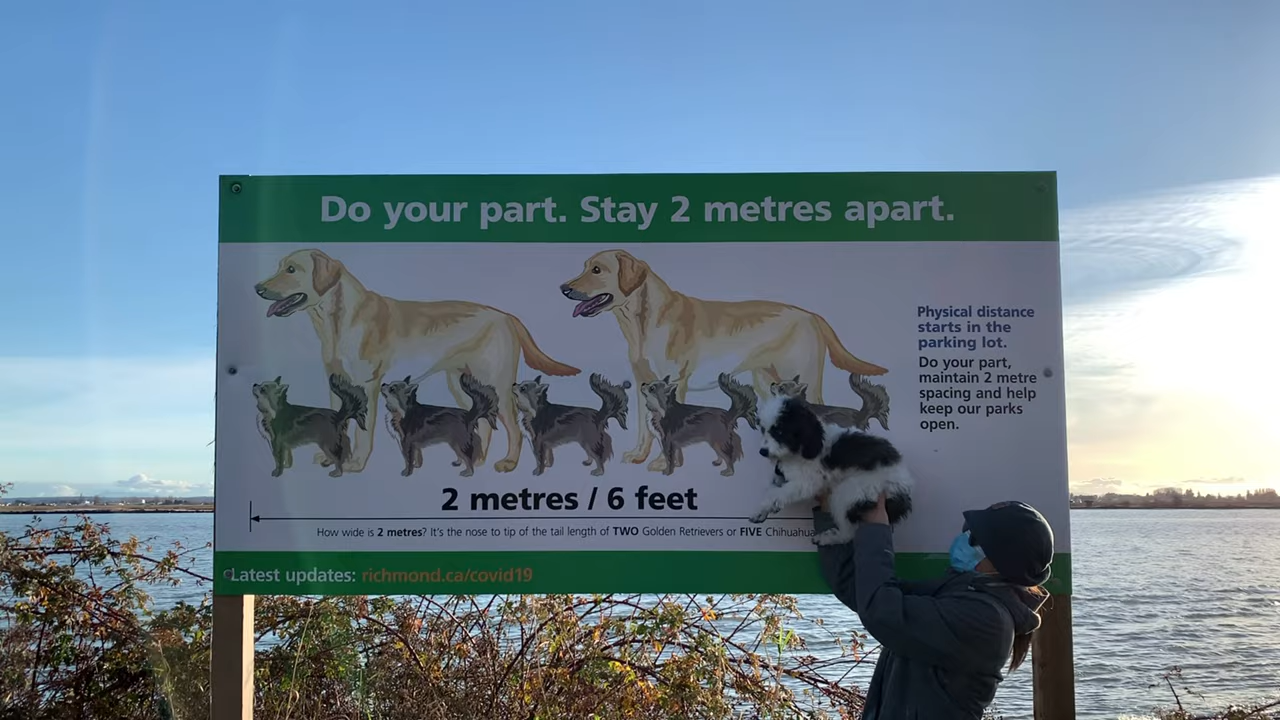 Do your part. Stay 2 metres apart.
Physical distance
starts in the
parking lot.
Do your part,
maintain 2 metre
spacing and help
keep our parks
open.
2 metres / 6 feet
How wide is 2 metres? It's the nose to tip of the tail length of TWO Golden Retrievers or FIVE
Latest updates: richmond.ca/covid19